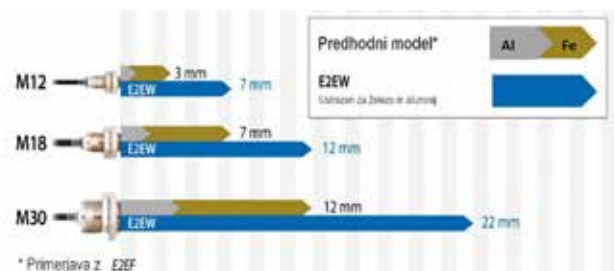 Predhodni model*
Al
Fe
E2EW
Ustrezen za železo in aluminij
M12
3 mm
E2EW
7 mm
M18
7 mm
E2EW
12 mm
M30
12 mm
E2EW
22 mm
* Primerjava z E2EF